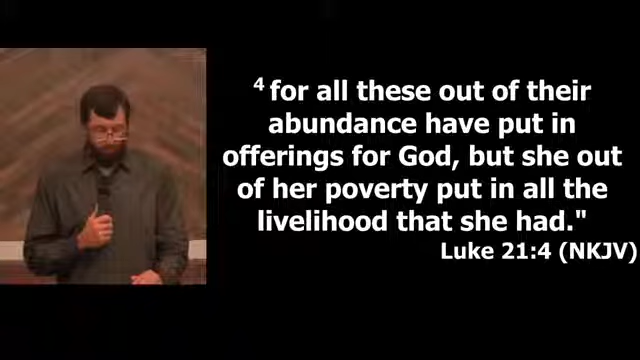 4 for all these out of their
abundance have put in
offerings for God, but she out
of her poverty put in all the
livelihood that she had."
Luke 21:4 (NKJV)